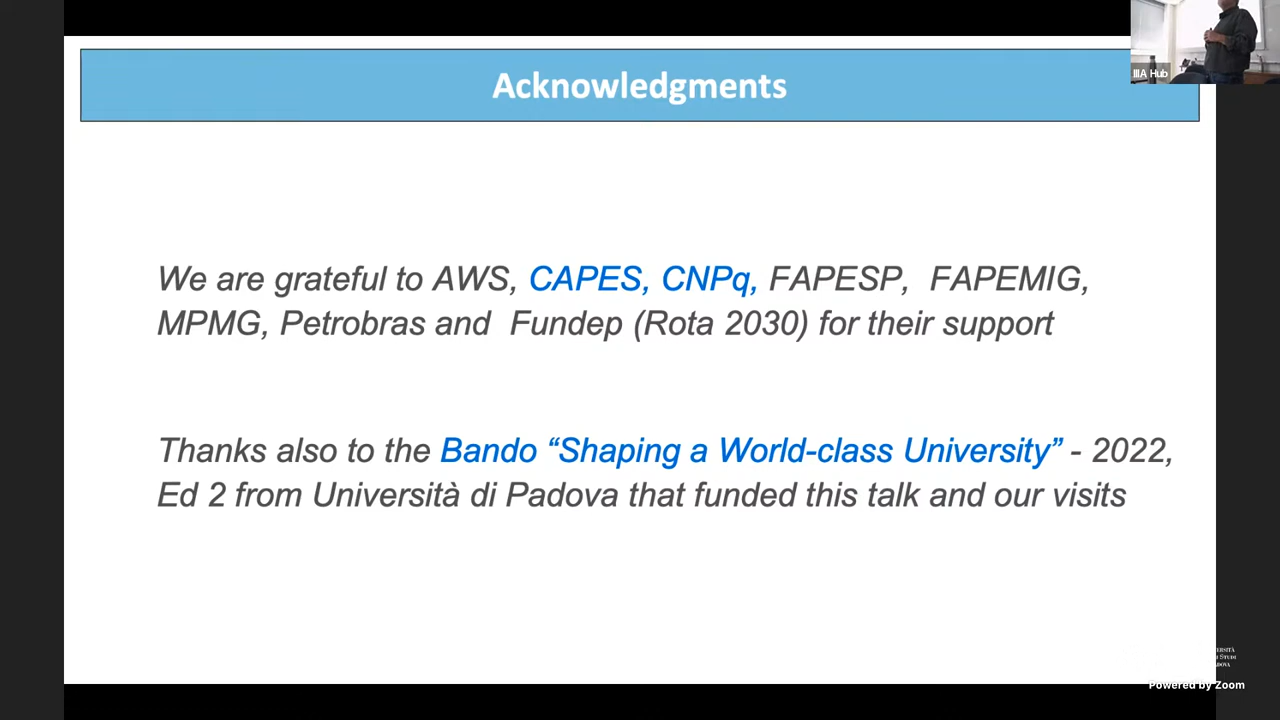 Acknowledgments
IIIA Hub
We are grateful to AWS, CAPES, CNPq, FAPESP, FAPEMIG,
MPMG, Petrobras and Fundep (Rota 2030) for their support
Thanks also to the Bando “Shaping a World-class University” - 2022,
Ed 2 from Università di Padova that funded this talk and our visits
Powered by Zoom